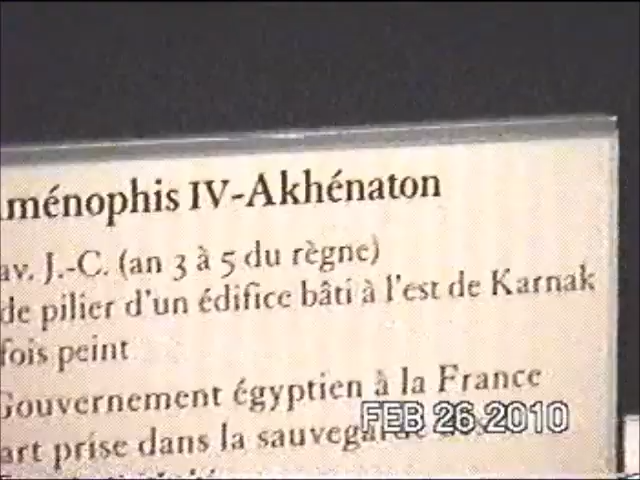 ménophis IV-Akhénaton
av. J.-C. (an 3 à 5 du règne)
de pilier d'un édifice bâti à l'est de Karnak
fois peint
Gouvernement égyptien à la France
art prise dans la
FEB 26 2010